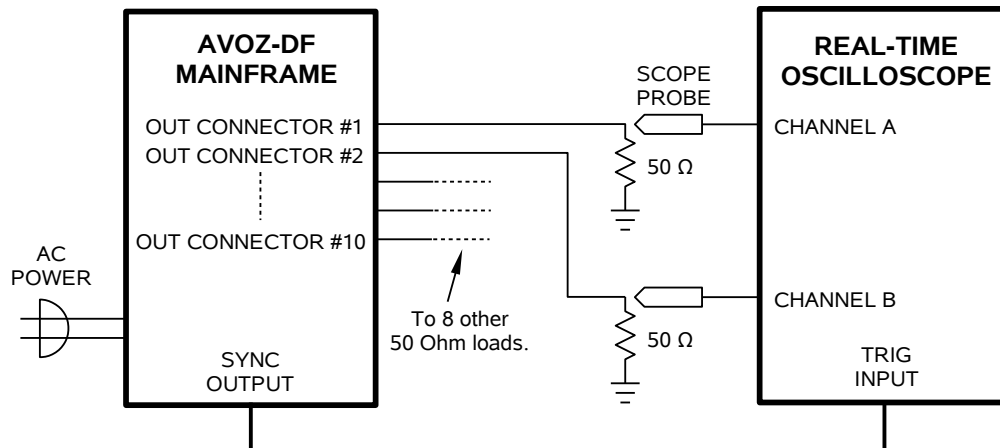 AVOZ-DF
MAINFRAME
OUT CONNECTOR #1
OUT CONNECTOR #2
OUT CONNECTOR #10
AC
POWER
SYNC
OUTPUT
To 8 other
50 Ohm loads.
SCOPE
PROBE
50 Ω
50 Ω
REAL-TIME
OSCILLOSCOPE
CHANNEL A
CHANNEL B
TRIG
INPUT